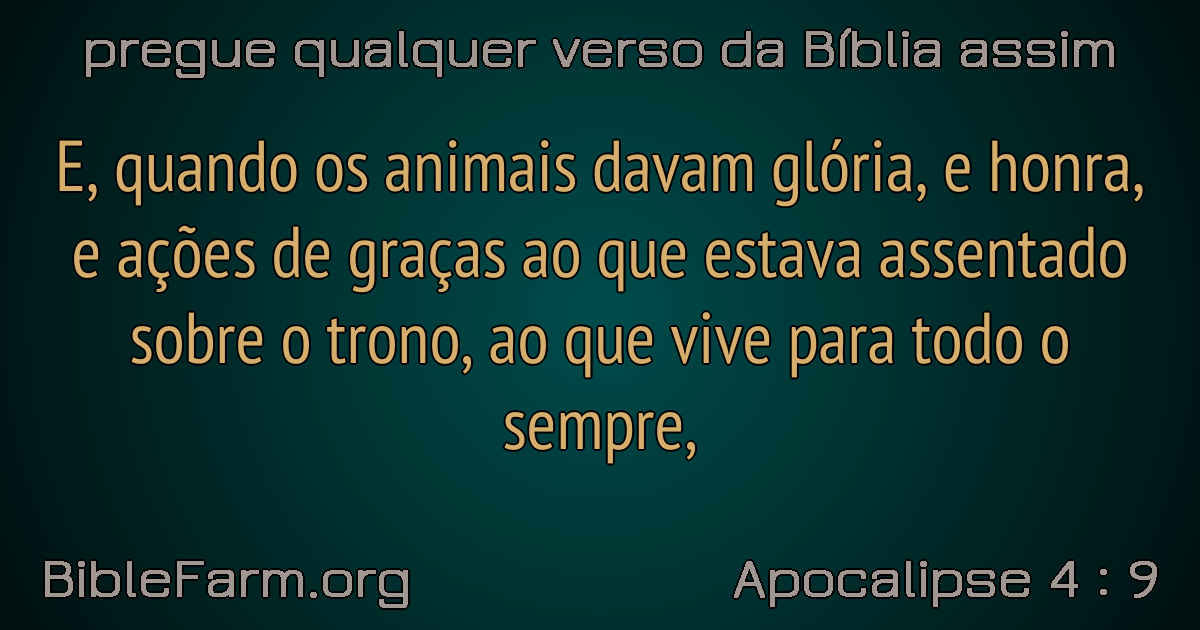 pregue qualquer verso da Bíblia assim
E, quando os animais davam glória, e honra,
e ações de graças ao que estava assentado
sobre o trono, ao que vive para todo o
sempre,
BibleFarm.org
Apocalipse 4 : 9